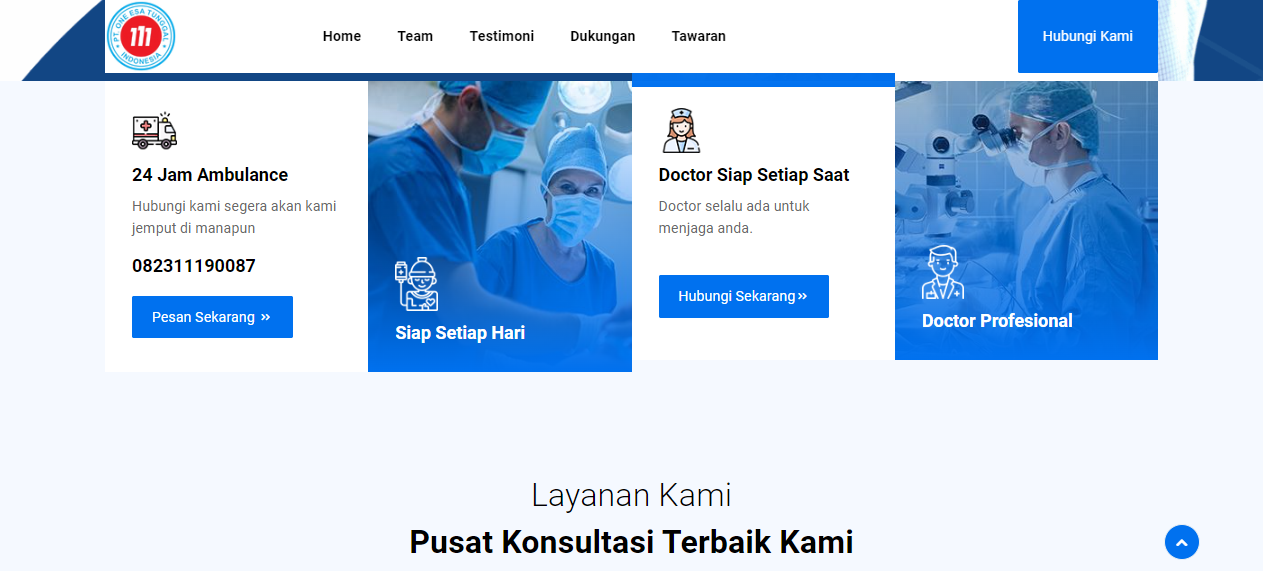 PT ONE ESA TUNGGAL
111
INDONESIA
Home
Team
Testimoni
Dukungan
Tawaran
Hubungi Kami
24 Jam Ambulance
Hubungi kami segera akan kami
jemput di manapun
082311190087
Pesan Sekarang »
Siap Setiap Hari
Doctor Siap Setiap Saat
Doctor selalu ada untuk
menjaga anda.
Hubungi Sekarang »
Doctor Profesional
Layanan Kami
Pusat Konsultasi Terbaik Kami